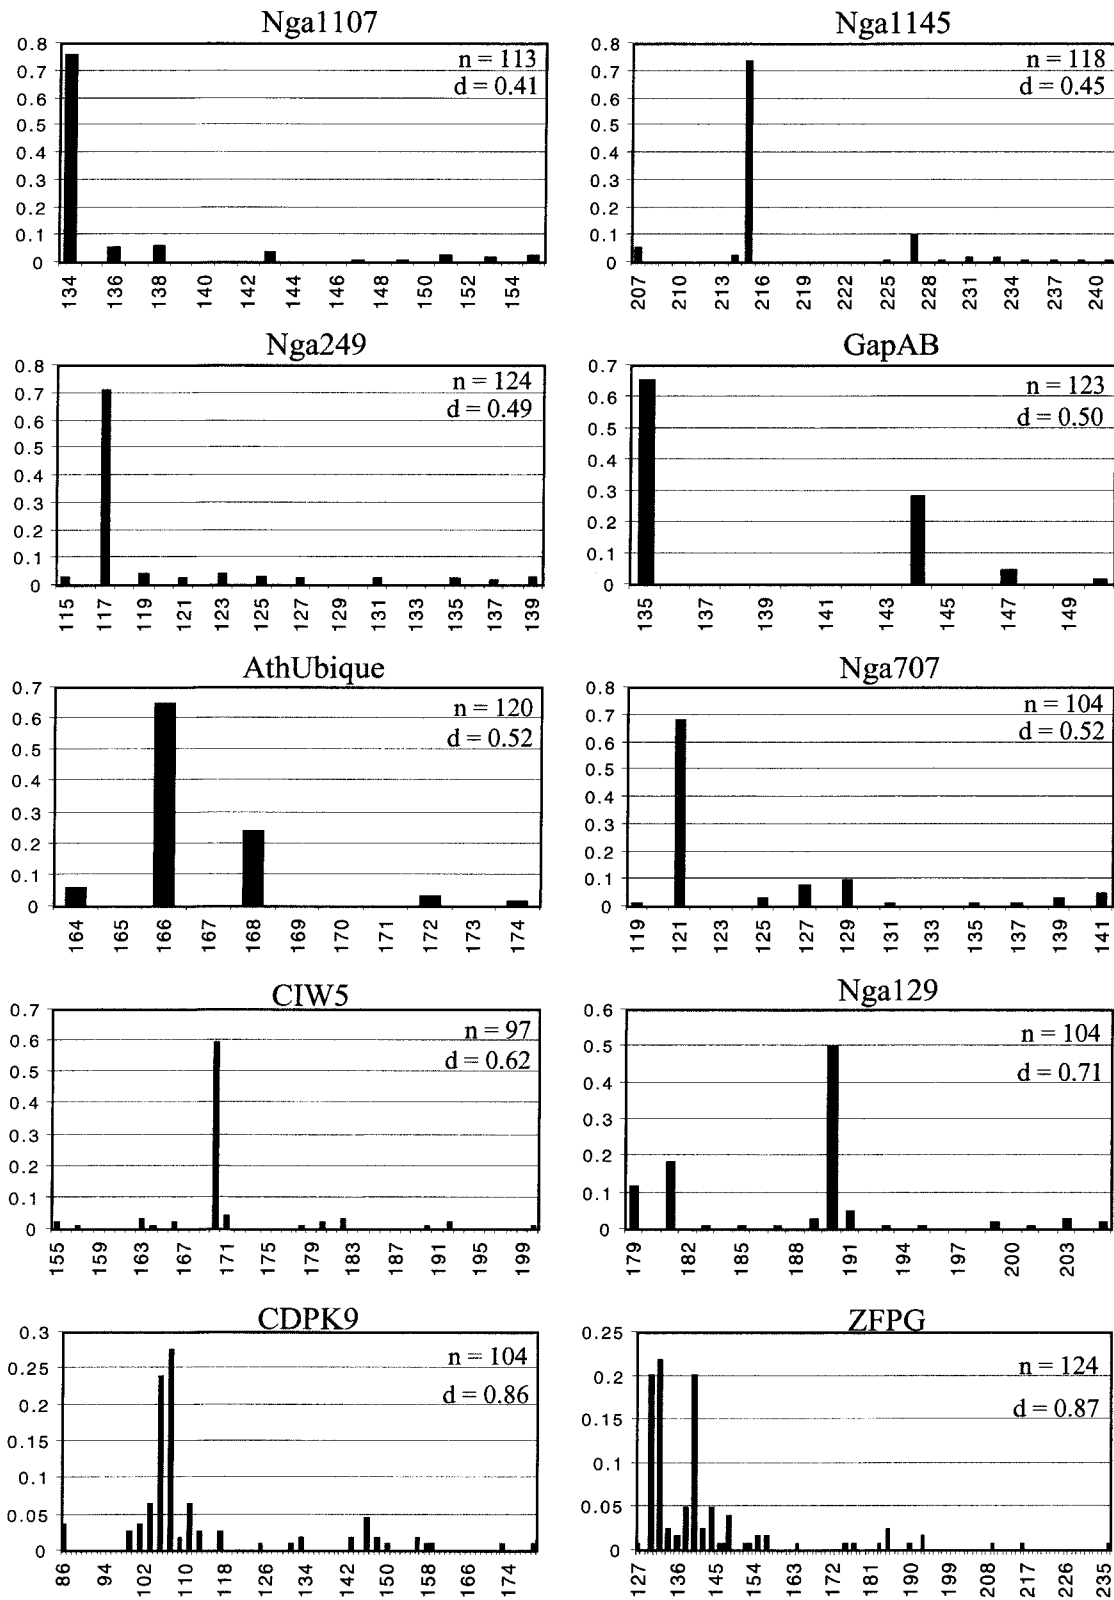 Nga1107
n = 113
d = 0.41
0.8
0.7
0.6
0.5
0.4
0.3
0.2
0.1
0
134 136 138 140 142 144 146 148 150 152 154
Nga1145
n = 118
d = 0.45
0.8
0.7
0.6
0.5
0.4
0.3
0.2
0.1
0
207 210 213 216 219 222 225 228 231 234 237 240
Nga249
n = 124
d = 0.49
0.8
0.7
0.6
0.5
0.4
0.3
0.2
0.1
0
115 117 119 121 123 125 127 129 131 133 135 137 139
GapAB
n = 123
d = 0.50
0.7
0.6
0.5
0.4
0.3
0.2
0.1
0
135 137 139 141 143 145 147 149
AthUbique
n = 120
d = 0.52
0.7
0.6
0.5
0.4
0.3
0.2
0.1
0
164 165 166 167 168 169 170 171 172 173 174
Nga707
n = 104
d = 0.52
0.8
0.7
0.6
0.5
0.4
0.3
0.2
0.1
0
119 121 123 125 127 129 131 133 135 137 139 141
CIW5
n = 97
d = 0.62
0.7
0.6
0.5
0.4
0.3
0.2
0.1
0
155 159 163 167 171 175 179 183 187 191 195 199
Nga129
n = 104
d = 0.71
0.6
0.5
0.4
0.3
0.2
0.1
0
179 182 185 188 191 194 197 200 203
CDPK9
n = 104
d = 0.86
0.3
0.25
0.2
0.15
0.1
0.05
0
86 94 102 110 118 126 134 142 150 158 166 174
ZFPG
n = 124
d = 0.87
0.25
0.2
0.15
0.1
0.05
0
127 136 145 154 163 172 181 190 199 208 217 226 235